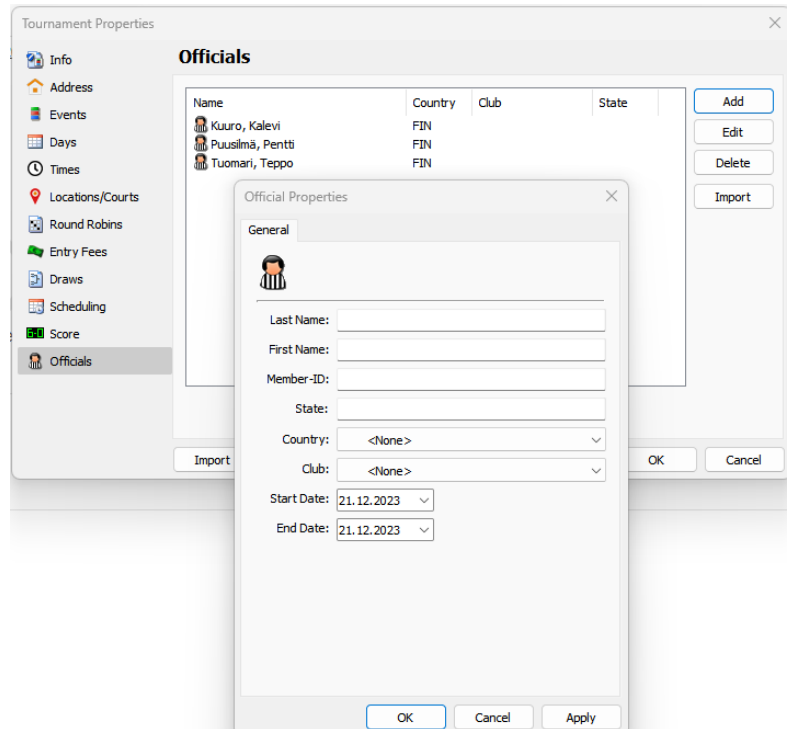 Tournament Properties
Info
Address
Events
Days
Times
Locations/Courts
Round Robins
Entry Fees
Draws
Scheduling
Score
Officials
Officials
Name Country Club State
Kuuro, Kalevi FIN
Puusilmä, Pentti FIN
Tuomari, Teppo FIN
Add
Edit
Delete
Import
Import
OK Cancel
Official Properties
General
Last Name:
First Name:
Member-ID:
State:
Country: <None>
Club: <None>
Start Date: 21.12.2023
End Date: 21.12.2023
OK Cancel Apply